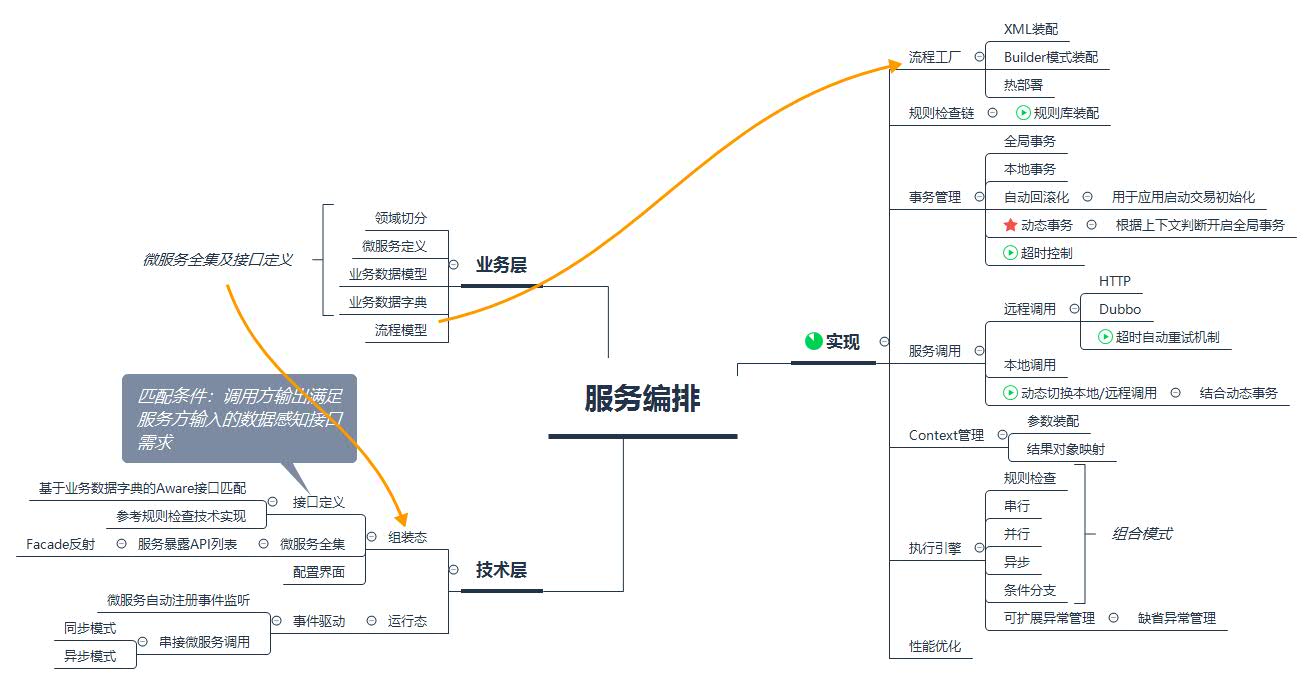 服务编排
业务层
领域切分
微服务定义
业务数据模型
业务数据字典
流程模型
微服务全集及接口定义
技术层
组装态
接口定义
匹配条件：调用方输出满足
服务方输入的数据感知接口
需求
基于业务数据字典的Aware接口匹配
参考规则检查技术实现
微服务全集
服务暴露API列表
Facade反射
配置界面
运行态
事件驱动
微服务自动注册事件监听
串接微服务调用
同步模式
异步模式
实现
流程工厂
XML装配
Builder模式装配
热部署
规则检查链
规则库装配
事务管理
全局事务
本地事务
自动回滚化
用于应用启动交易初始化
动态事务
根据上下文判断开启全局事务
超时控制
服务调用
远程调用
HTTP
Dubbo
超时自动重试机制
本地调用
动态切换本地/远程调用
结合动态事务
Context管理
参数装配
结果对象映射
执行引擎
规则检查
串行
并行
异步
条件分支
组合模式
可扩展异常管理
缺省异常管理
性能优化